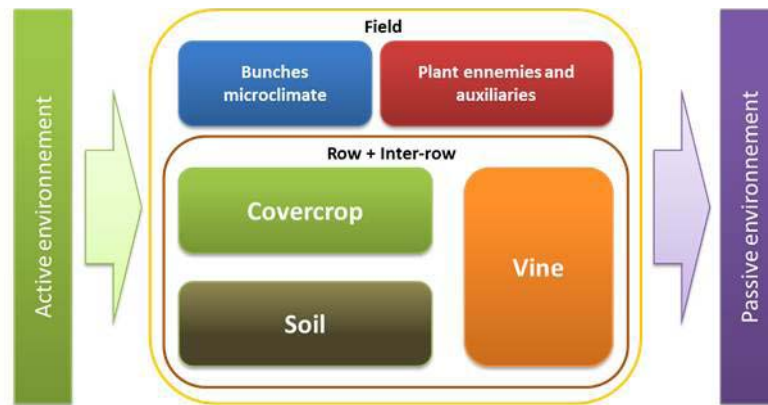 Active environnement
Field
Bunches
microclimate
Plant ennemies and
auxiliaries
Row + Inter-row
Covercrop
Soil
Vine
Passive environnement